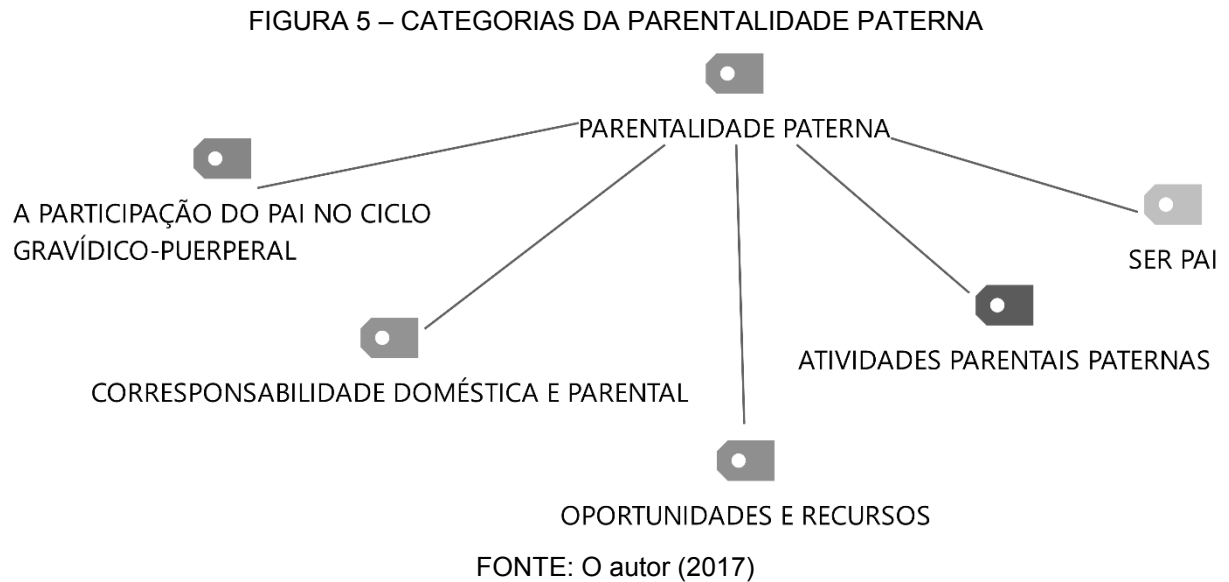 FIGURA 5 – CATEGORIAS DA PARENTALIDADE PATERNA
PARENTALIDADE PATERNA
A PARTICIPAÇÃO DO PAI NO CICLO
GRAVÍDICO-PUERPERAL
SER PAI
ATIVIDADES PARENTAIS PATERNAS
CORRESPONSABILIDADE DOMÉSTICA E PARENTAL
OPORTUNIDADES E RECURSOS
FONTE: O autor (2017)